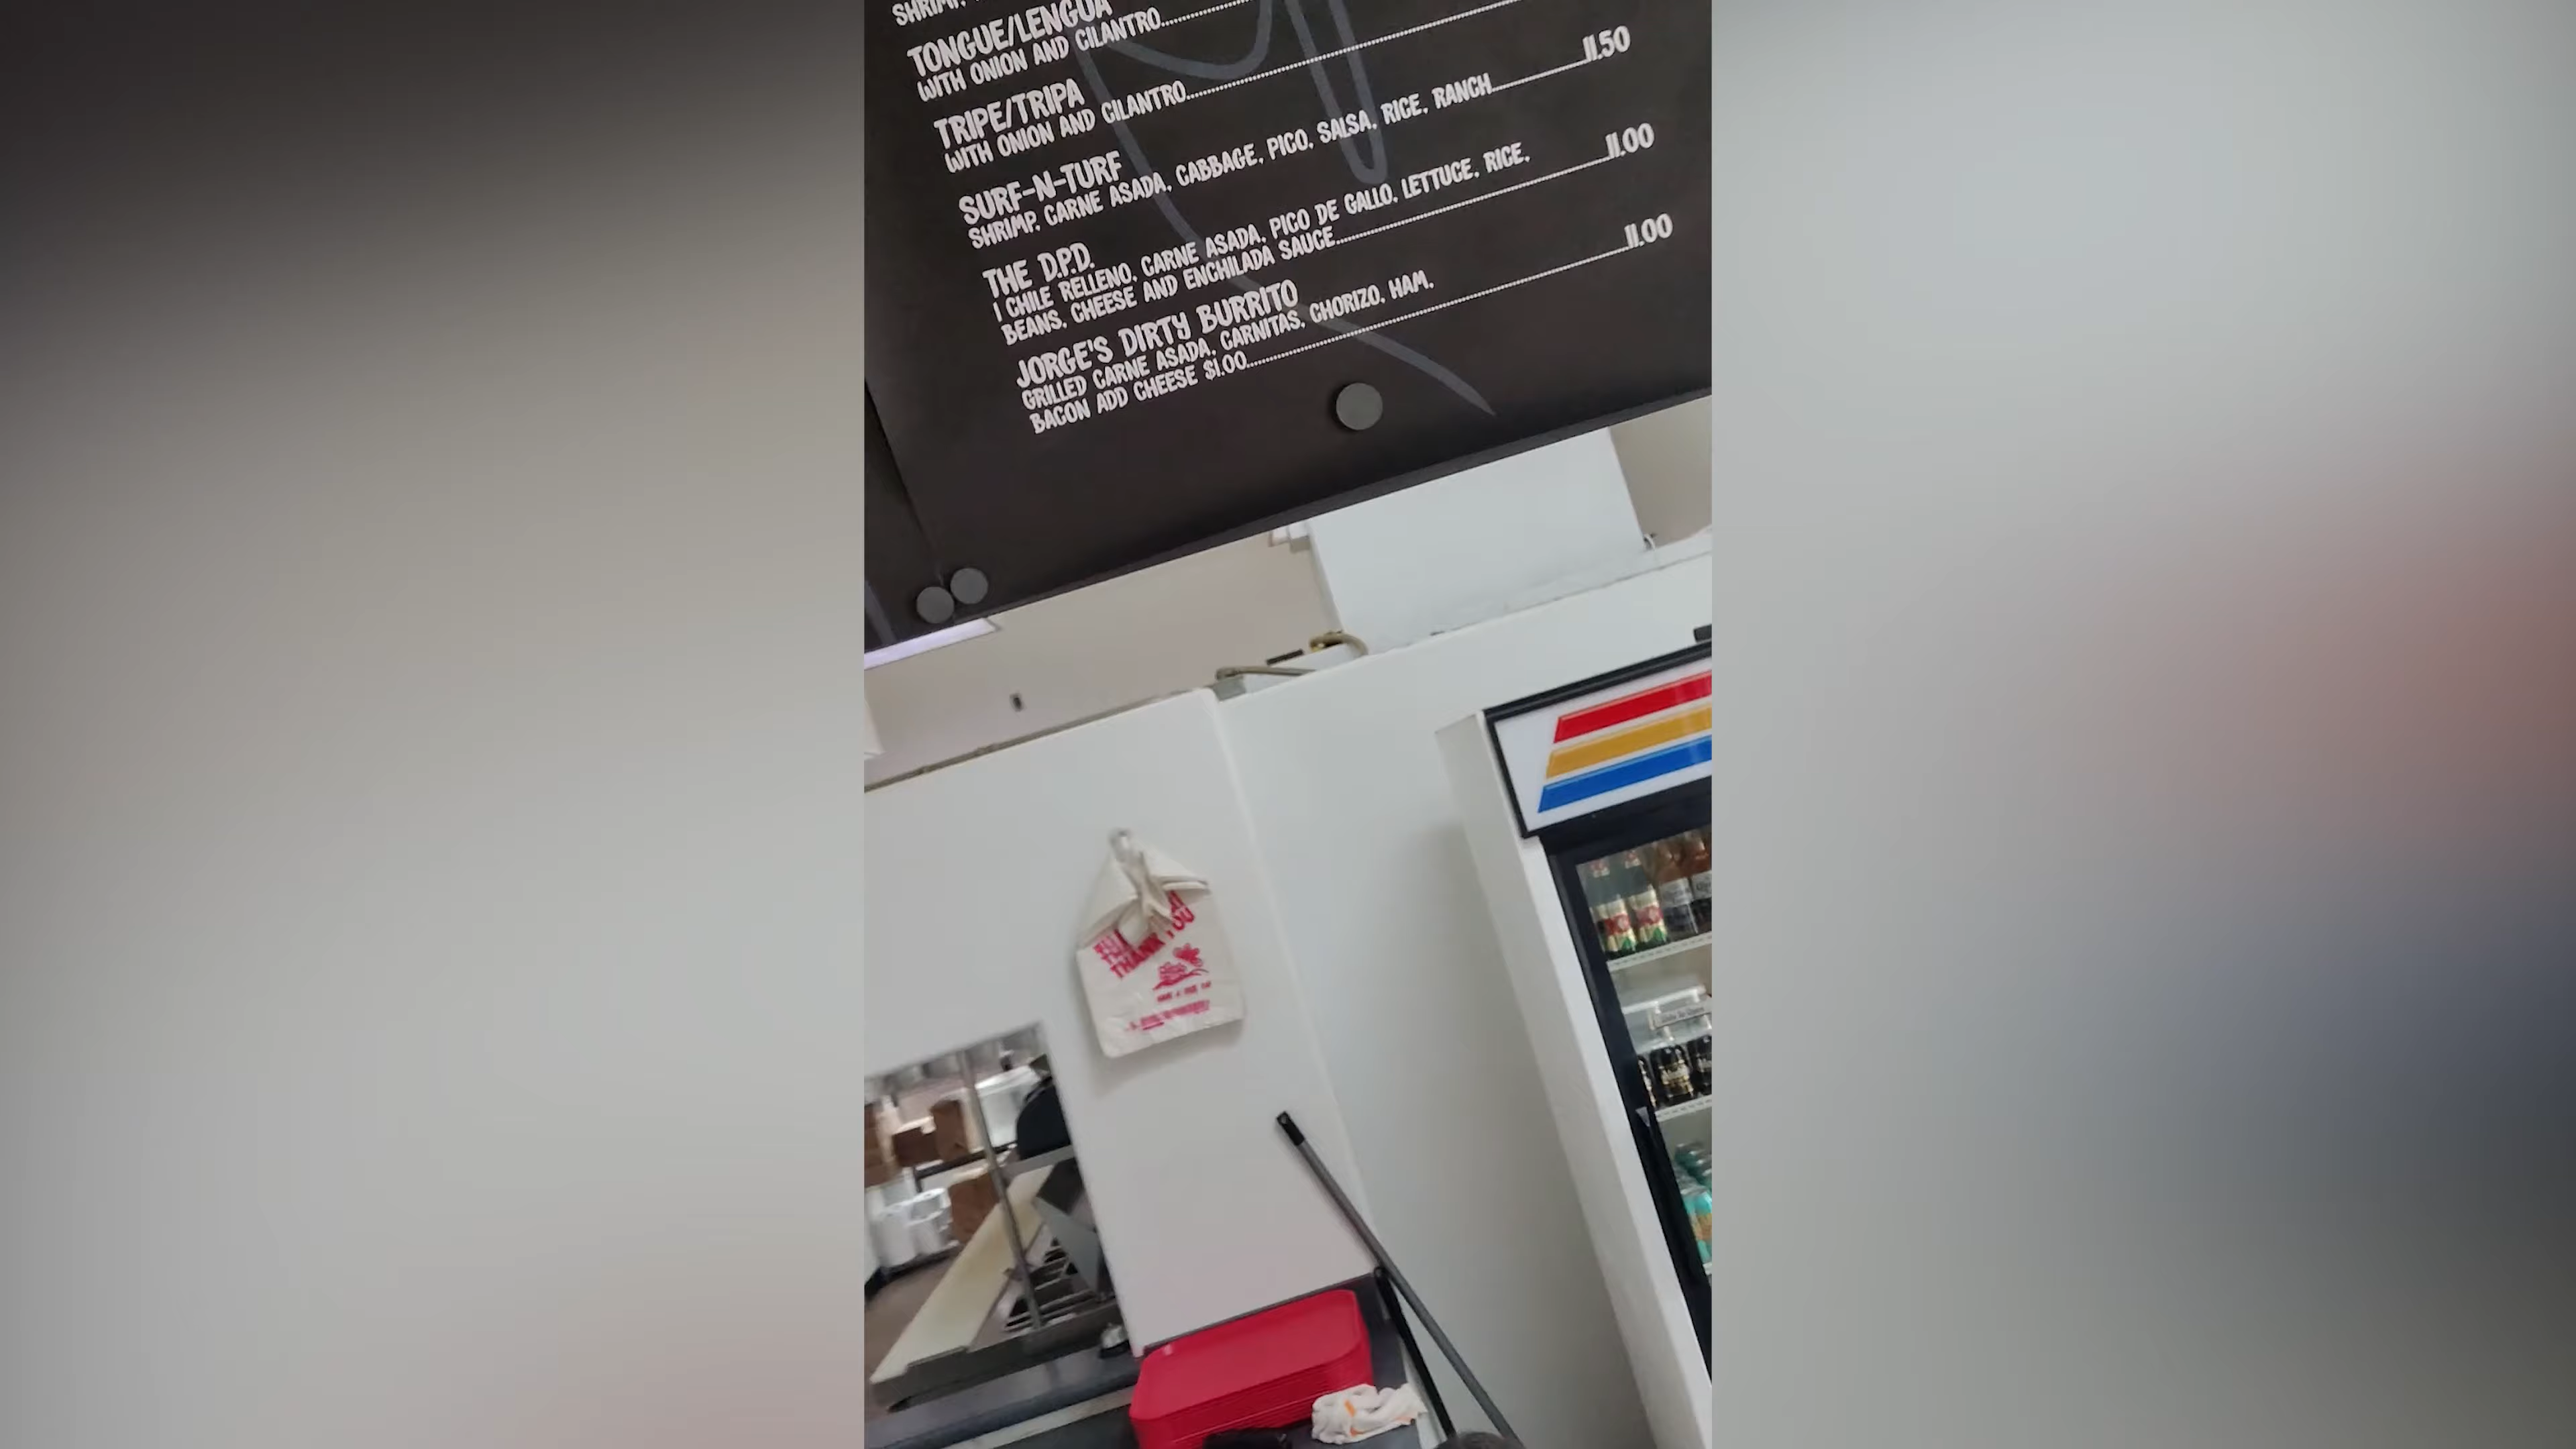 SHRIMP,
TONGUE/LENGUA
WITH ONION AND CILANTRO
TRIPE/TRIPA
WITH ONION AND CILANTRO
SURF-N-TURF
SHRIMP, CARNE ASADA, CABBAGE, PICO, SALSA, RICE, RANCH 11.50
THE D.P.D.
1 CHILE RELLENO, CARNE ASADA, PICO DE GALLO, LETTUCE, RICE,
BEANS, CHEESE AND ENCHILADA SAUCE 11.00
JORGE'S DIRTY BURRITO
GRILLED CARNE ASADA, CARNITAS, CHORIZO, HAM,
BACON ADD CHEESE $1.00 11.00
THANK YOU